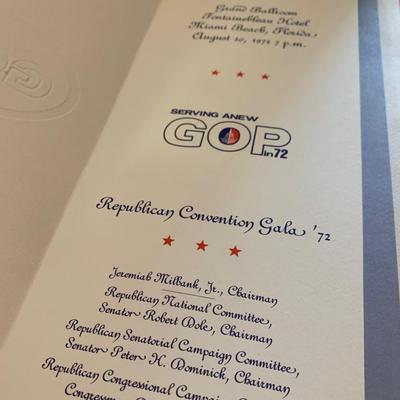 Grand Ballroom
Fontainebleau Hotel
Miami Beach, Florida
August 20, 1972 7 p.m.
SERVING ANEW
GOP
in 72
Republican Convention Gala '72
Jeremiah Milbank, Jr., Chairman
Republican National Committee,
Senator Robert Dole, Chairman
Republican Senatorial Campaign Committee,
Senator Peter H. Dominick, Chairman
Republican Congressional Campaign